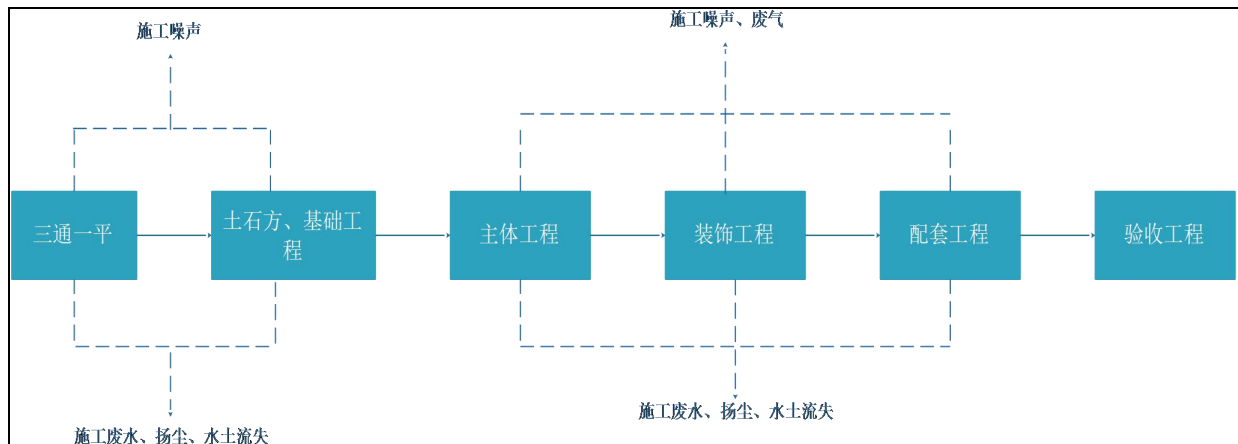 施工噪声
施工噪声、废气
三通一平
土石方、基础工
程
主体工程
装饰工程
配套工程
验收工程
施工废水、扬尘、水土流失
施工废水、扬尘、水土流失